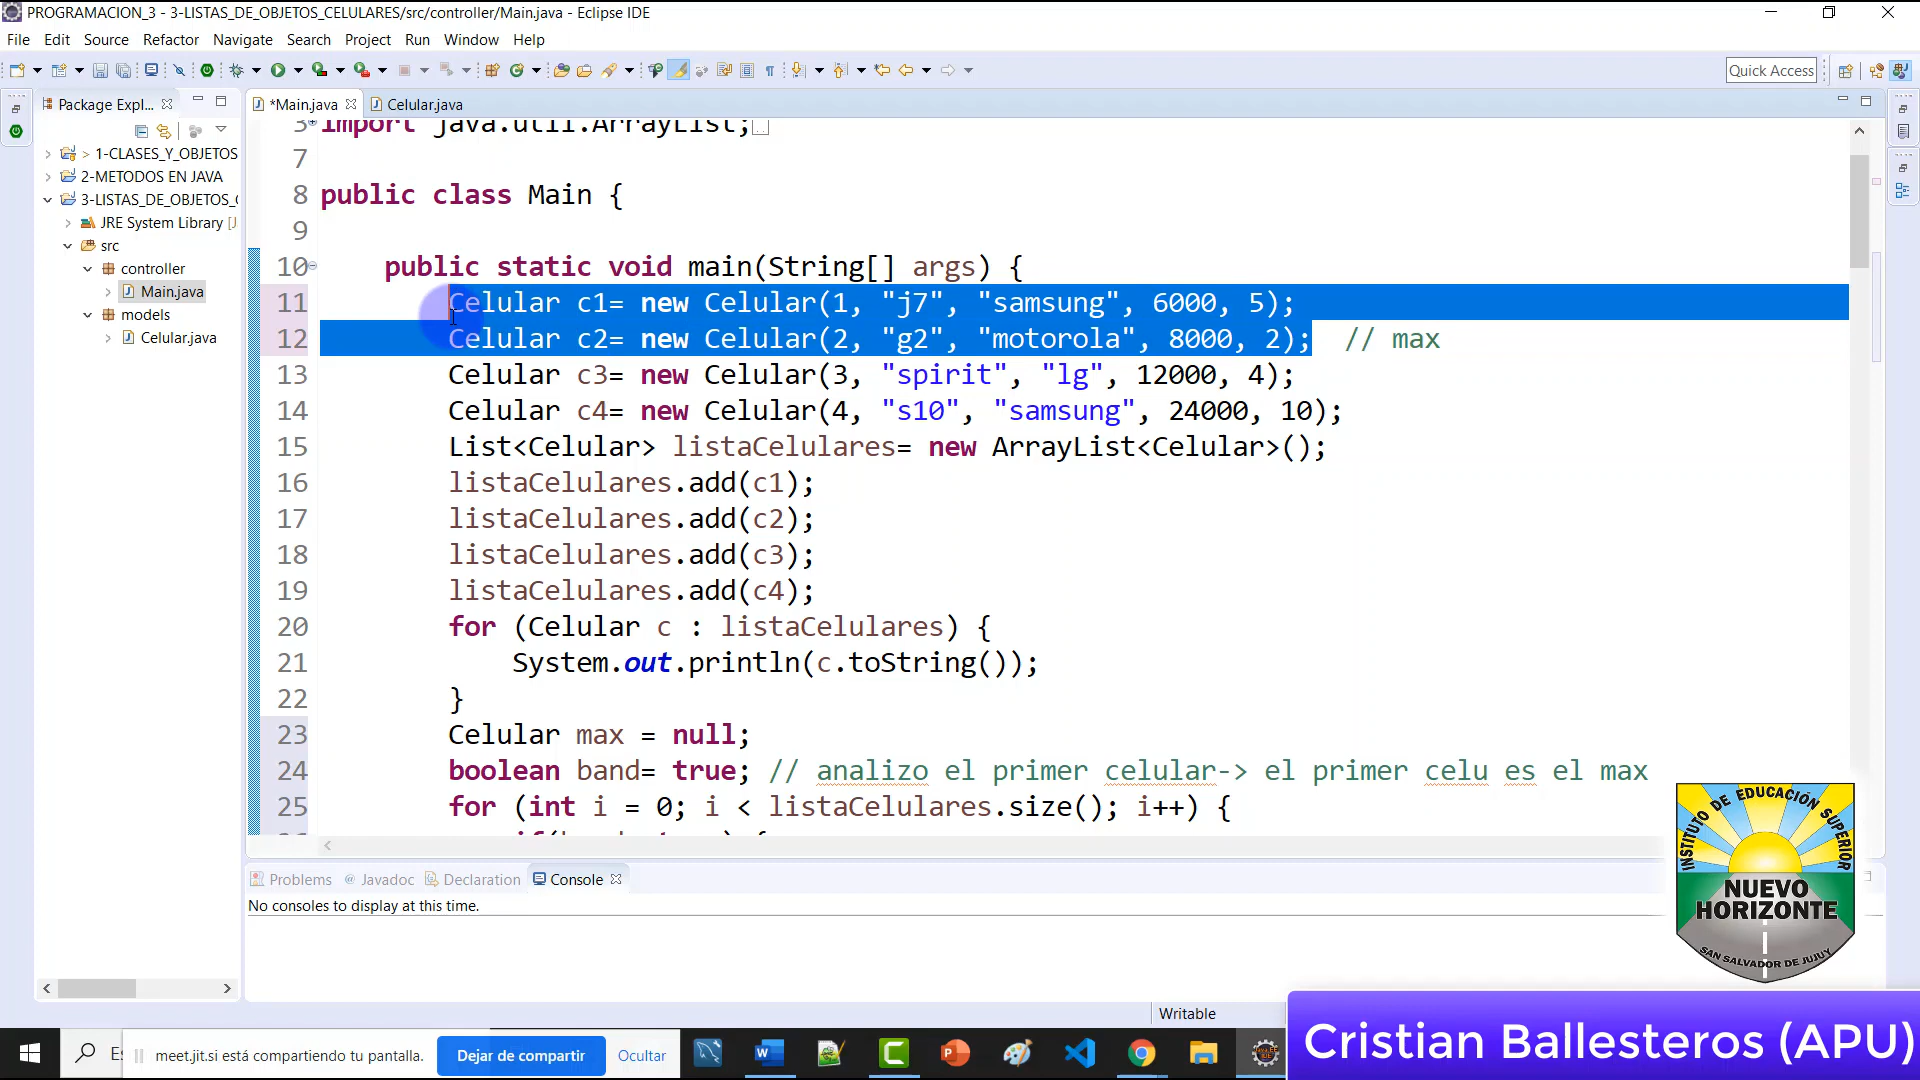 PROGRAMACION_3 - 3-LISTAS_DE_OBJETOS_CELULARES/src/controller/Main.java - Eclipse IDE
File Edit Source Refactor Navigate Search Project Run Window Help
Quick Access
Package Expl...
*Main.java
Celular.java
> 1-CLASES_Y_OBJETOS
2-METODOS EN JAVA
3-LISTAS_DE_OBJETOS_
JRE System Library [J
src
controller
Main.java
models
Celular.java
3 import java.util.ArrayList;
7
8 public class Main {
9
10 public static void main(String[] args) {
11 Celular c1= new Celular(1, "j7", "samsung", 6000, 5);
12 Celular c2= new Celular(2, "g2", "motorola", 8000, 2); // max
13 Celular c3= new Celular(3, "spirit", "lg", 12000, 4);
14 Celular c4= new Celular(4, "s10", "samsung", 24000, 10);
15 List<Celular> listaCelulares= new ArrayList<Celular>();
16 listaCelulares.add(c1);
17 listaCelulares.add(c2);
18 listaCelulares.add(c3);
19 listaCelulares.add(c4);
20 for (Celular c : listaCelulares) {
21 System.out.println(c.toString());
22 }
23 Celular max = null;
24 boolean band= true; // analizo el primer celular-> el primer celu es el max
25 for (int i = 0; i < listaCelulares.size(); i++) {
Problems @ Javadoc Declaration Console
No consoles to display at this time.
Writable
INSTITUTO DE EDUCACIÓN SUPERIOR
NUEVO
HORIZONTE
SAN SALVADOR DE JUJUY
meet.jit.si está compartiendo tu pantalla.
Dejar de compartir
Ocultar
Cristian Ballesteros (APU)